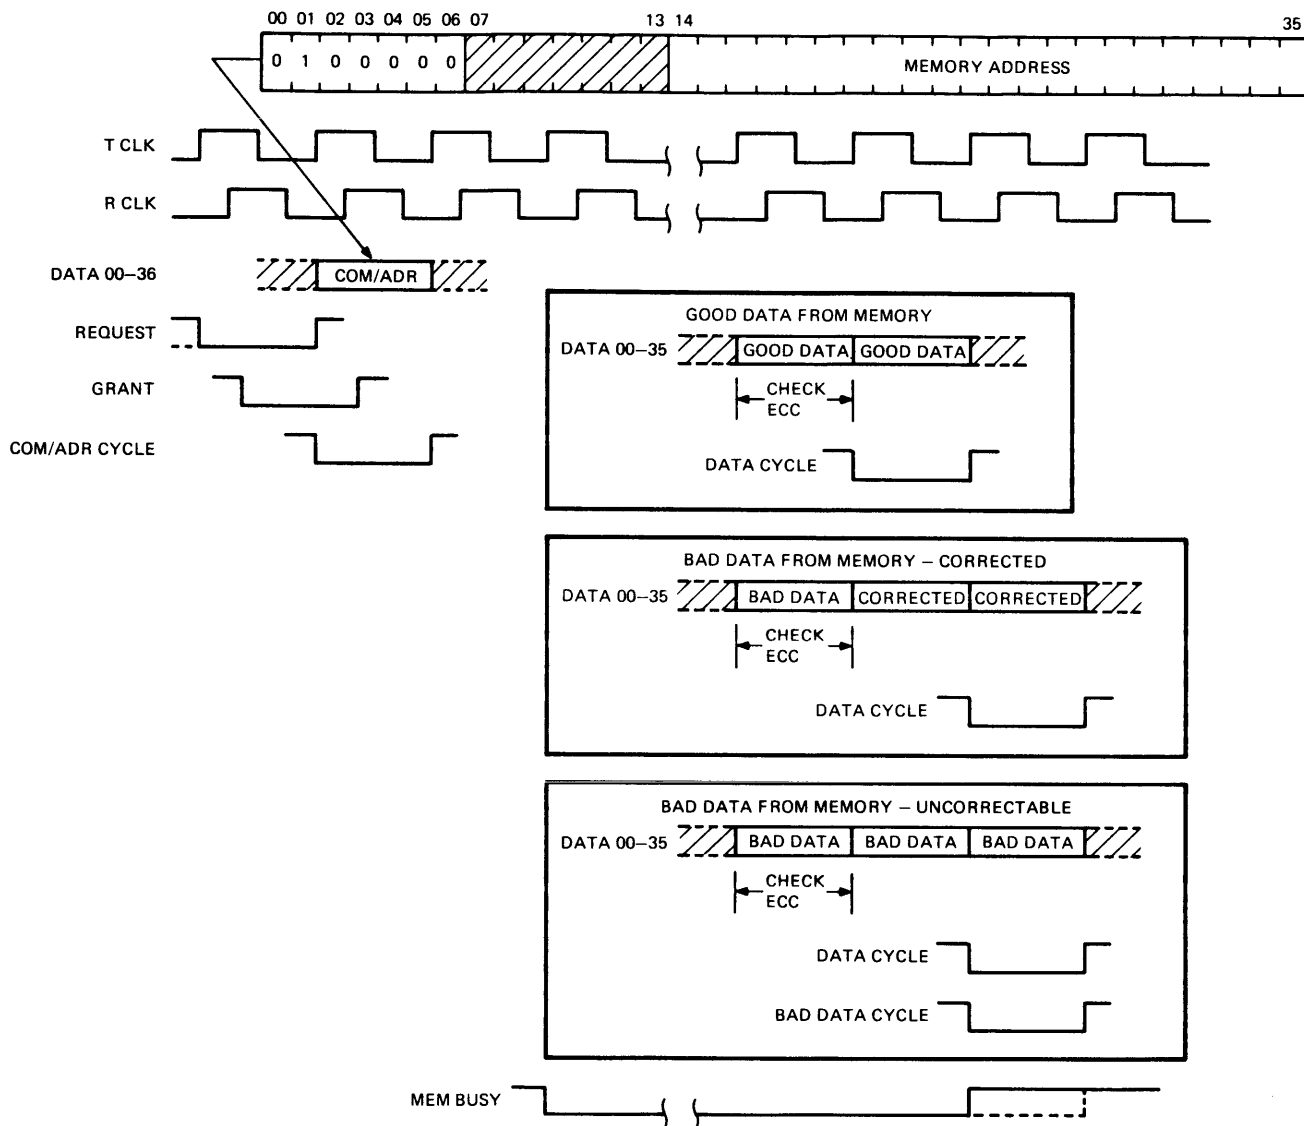 00 01 02 03 04 05 06 07 13 14 35
0 1 0 0 0 0 0 MEMORY ADDRESS
T CLK
R CLK
DATA 00–36 COM/ADR
REQUEST
GRANT
COM/ADR CYCLE
GOOD DATA FROM MEMORY
DATA 00–35 GOOD DATA GOOD DATA
CHECK
ECC
DATA CYCLE
BAD DATA FROM MEMORY – CORRECTED
DATA 00–35 BAD DATA CORRECTED CORRECTED
CHECK
ECC
DATA CYCLE
BAD DATA FROM MEMORY – UNCORRECTABLE
DATA 00–35 BAD DATA BAD DATA BAD DATA
CHECK
ECC
DATA CYCLE
BAD DATA CYCLE
MEM BUSY